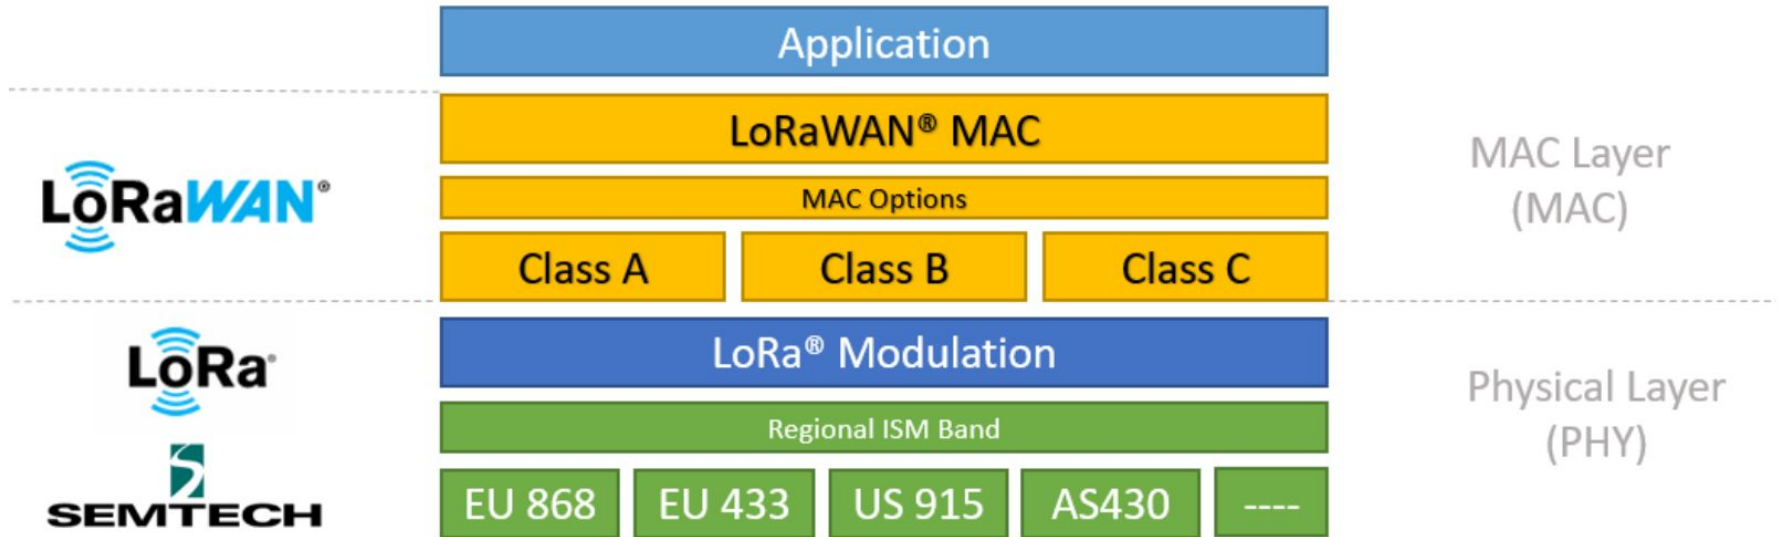 Application
LoRaWAN® MAC
MAC Options
Class A
Class B
Class C
LoRa® Modulation
Regional ISM Band
EU 868
EU 433
US 915
AS430
----
LoRaWAN®
LoRa®
SEMTECH
MAC Layer
(MAC)
Physical Layer
(PHY)